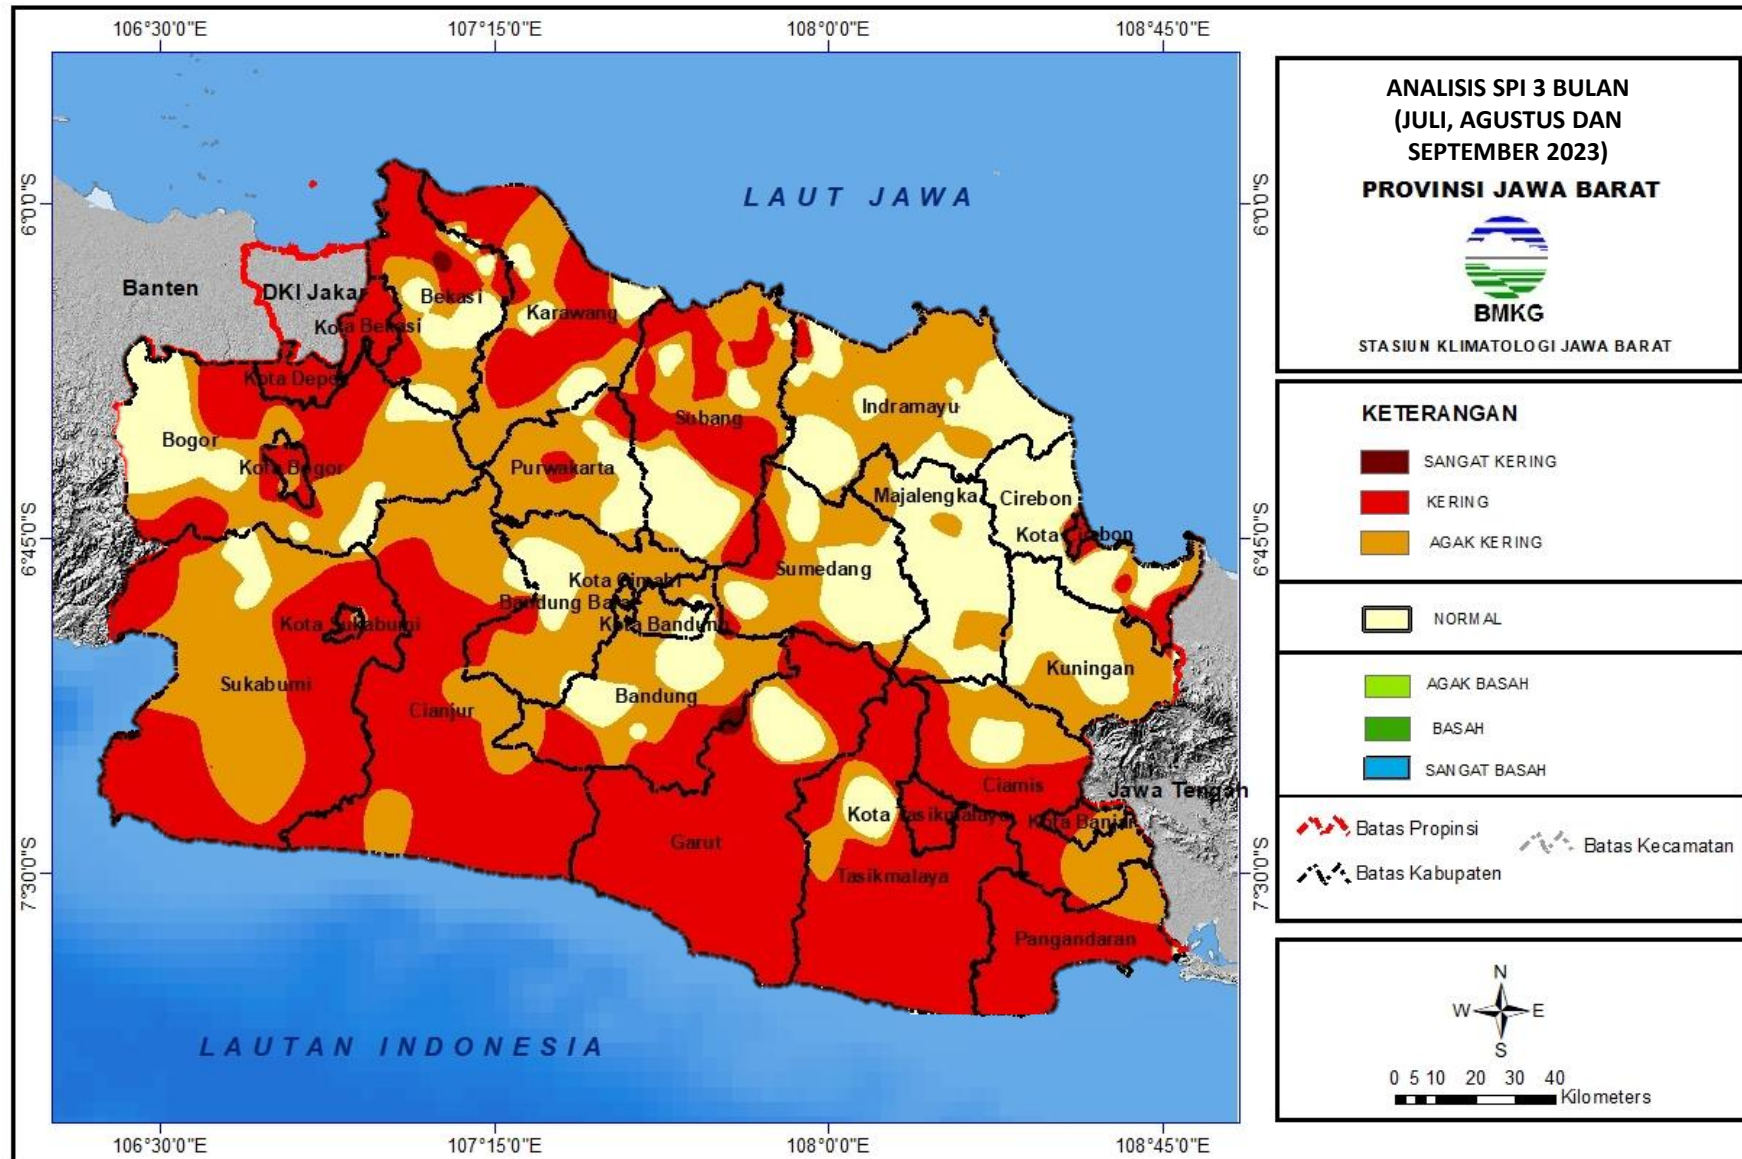 106°30'0"E
107°15'0"E
108°0'0"E
108°45'0"E
6°0'0"S
6°45'0"S
7°30'0"S
6°0'0"S
6°45'0"S
7°30'0"S
LAUT JAWA
Banten
DKI Jakar
Bekasi
Kota Bekasi
Karawang
Kota Depok
Indramayu
Subang
Bogor
Kota Bogor
Purwakarta
Majalengka
Cirebon
Kota Cirebon
Sumedang
Kota Cimahi
Bandung Barat
Kota Bandung
Kota Sukabumi
Kuningan
Sukabumi
Bandung
Cianjur
Ciamis
Jawa Tengah
Kota Tasikmalaya
Kota Banjar
Garut
Tasikmalaya
Pangandaran
LAUTAN INDONESIA
106°30'0"E
107°15'0"E
108°0'0"E
108°45'0"E
ANALISIS SPI 3 BULAN
(JULI, AGUSTUS DAN
SEPTEMBER 2023)
PROVINSI JAWA BARAT
BMKG
STASIUN KLIMATOLOGI JAWA BARAT
KETERANGAN
SANGAT KERING
KERING
AGAK KERING
NORMAL
AGAK BASAH
BASAH
SANGAT BASAH
Batas Propinsi
Batas Kecamatan
Batas Kabupaten
N
W E
S
0 5 10 20 30 40
Kilometers